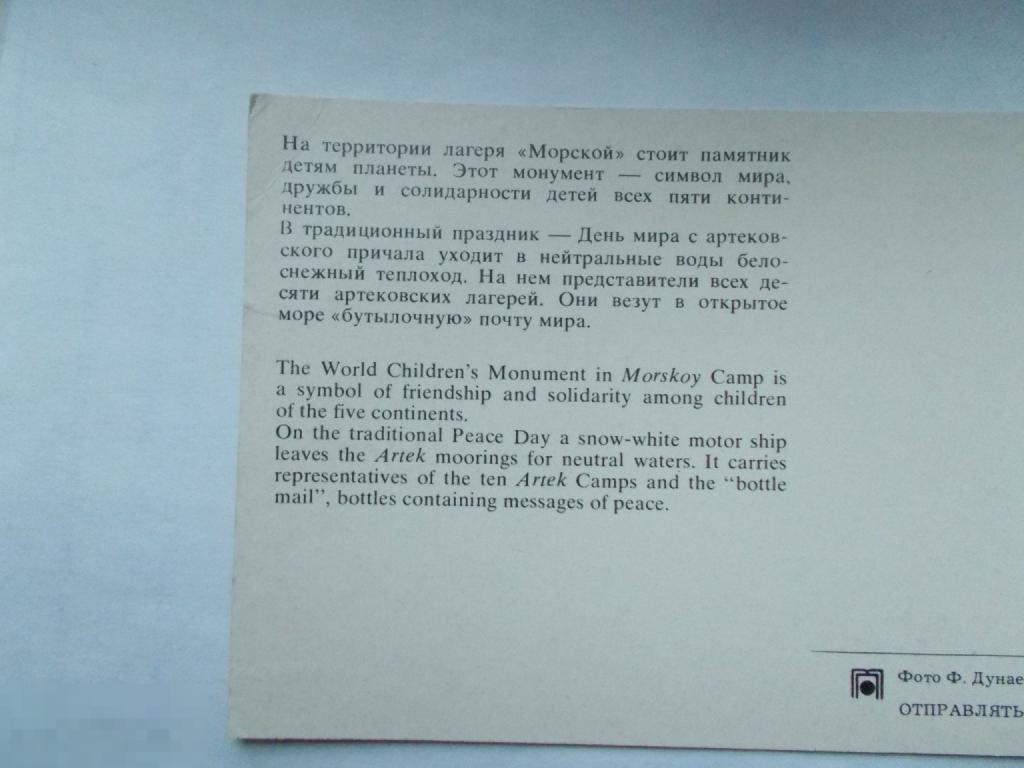 На территории лагеря «Морской» стоит памятник
детям планеты. Этот монумент — символ мира,
дружбы и солидарности детей всех пяти конти-
нентов.
В традиционный праздник — День мира с артеков-
ского причала уходит в нейтральные воды бело-
снежный теплоход. На нем представители всех де-
сяти артековских лагерей. Они везут в открытое
море «бутылочную» почту мира.
The World Children's Monument in Morskoy Camp is
a symbol of friendship and solidarity among children
of the five continents.
On the traditional Peace Day a snow-white motor ship
leaves the Artek moorings for neutral waters. It carries
representatives of the ten Artek Camps and the “bottle
mail”, bottles containing messages of peace.
Фото Ф. Дунае
ОТПРАВЛЯТЬ